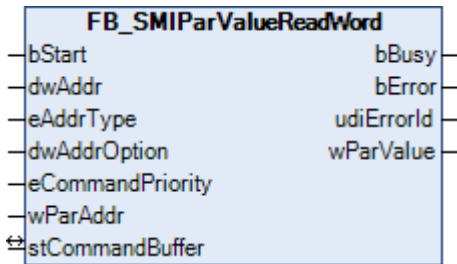 FB_SMIParValueReadWord
bStart bBusy
dwAddr bError
eAddrType udiErrorId
dwAddrOption wParValue
eCommandPriority
wParAddr
stCommandBuffer